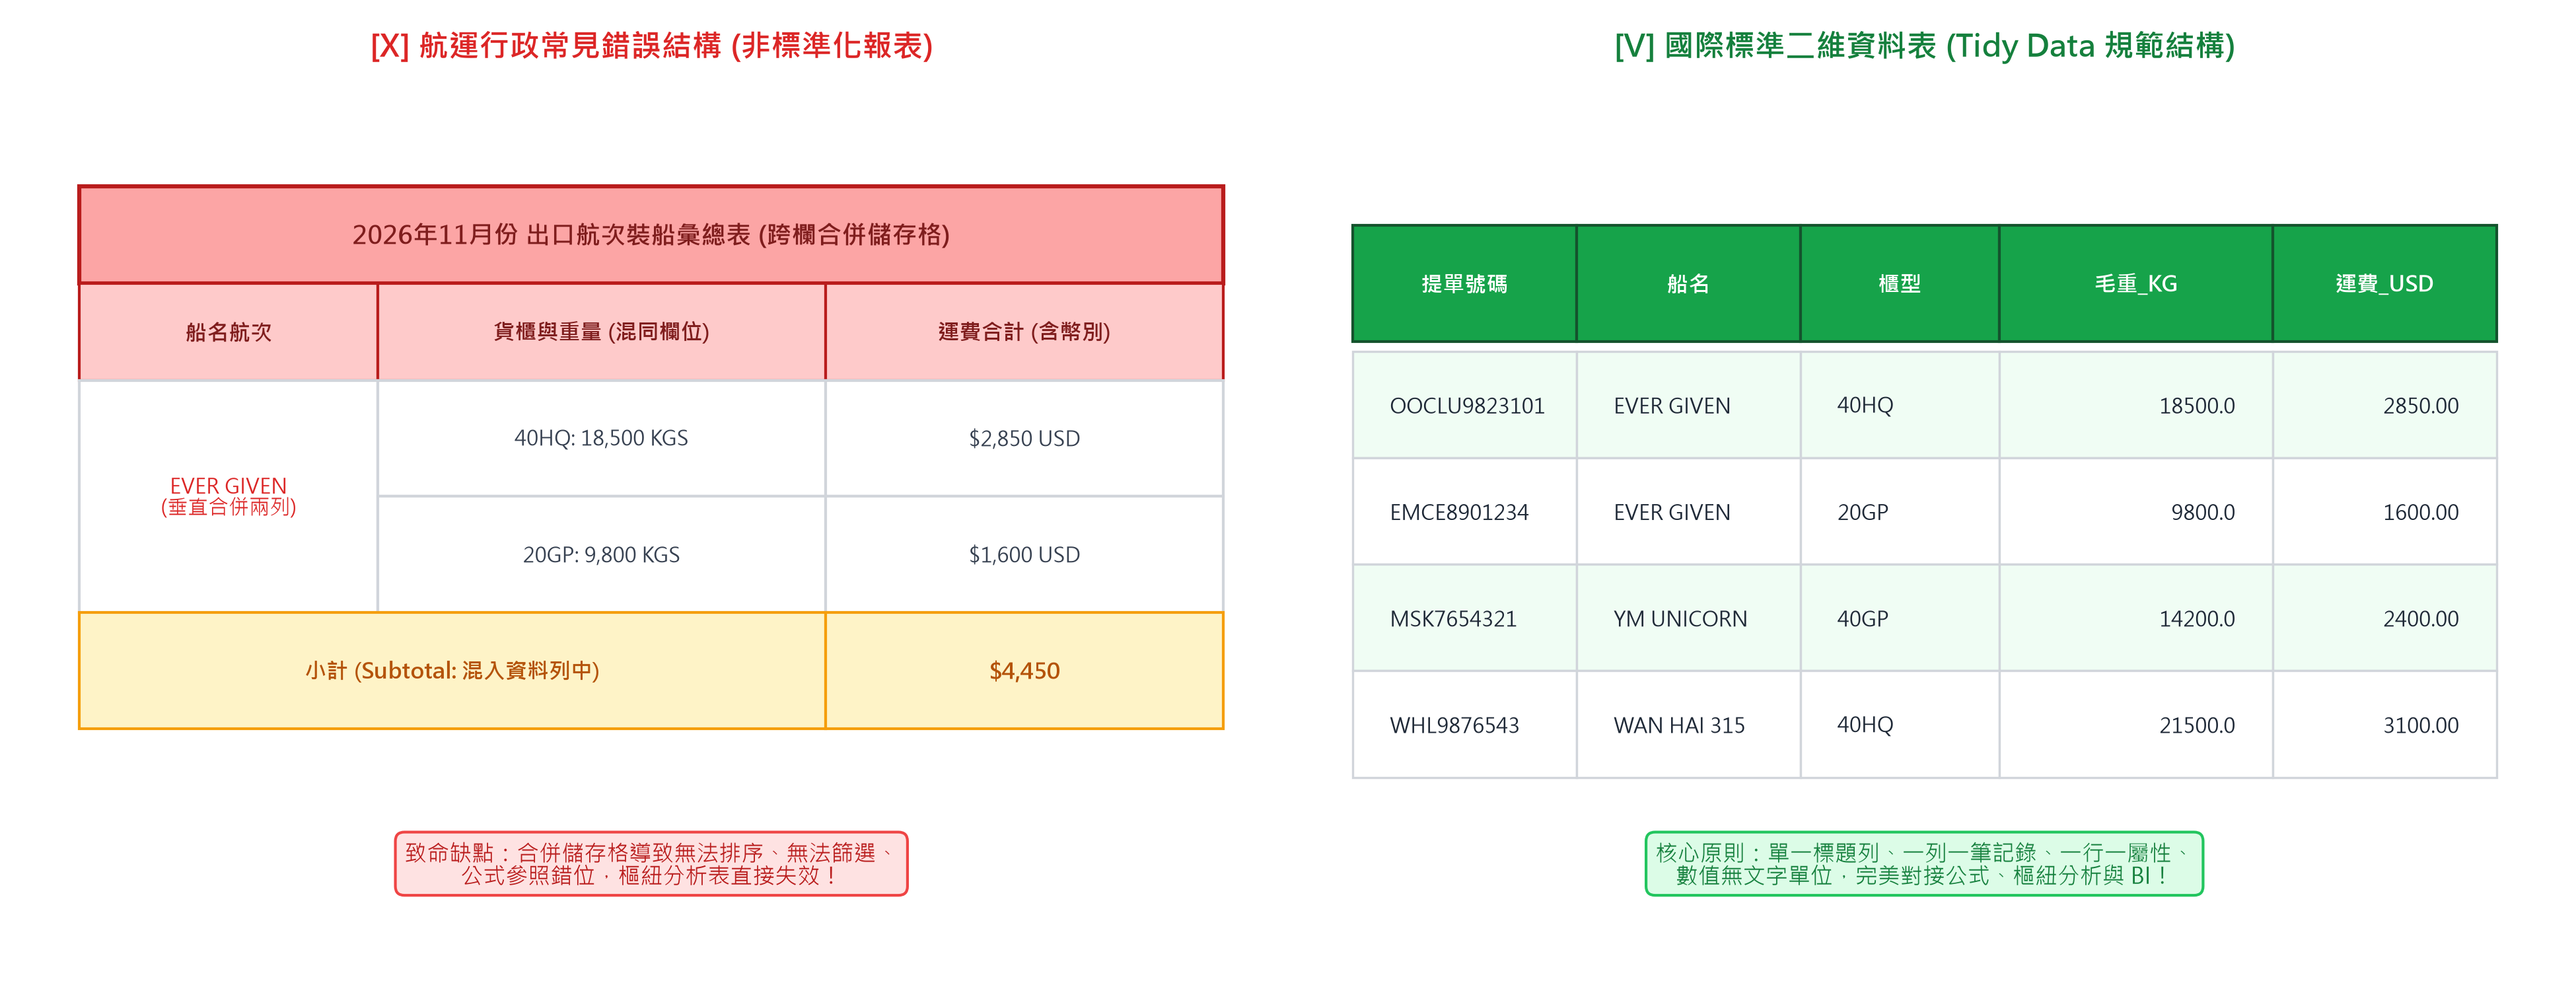 [X] 航運行政常見錯誤結構 (非標準化報表)
2026年11月份 出口航次裝船彙總表 (跨欄合併儲存格)
船名航次 貨櫃與重量 (混同欄位) 運費合計 (含幣別)
EVER GIVEN
(垂直合併兩列)
40HQ: 18,500 KGS $2,850 USD
20GP: 9,800 KGS $1,600 USD
小計 (Subtotal: 混入資料列中) $4,450
致命缺點：合併儲存格導致無法排序、無法篩選、
公式參照錯位，樞紐分析表直接失效！
[V] 國際標準二維資料表 (Tidy Data 規範結構)
提單號碼 船名 櫃型 毛重_KG 運費_USD
OOCLU9823101 EVER GIVEN 40HQ 18500.0 2850.00
EMCE8901234 EVER GIVEN 20GP 9800.0 1600.00
MSK7654321 YM UNICORN 40GP 14200.0 2400.00
WHL9876543 WAN HAI 315 40HQ 21500.0 3100.00
核心原則：單一標題列、一列一筆記錄、一行一屬性、
數值無文字單位，完美對接公式、樞紐分析與 BI！